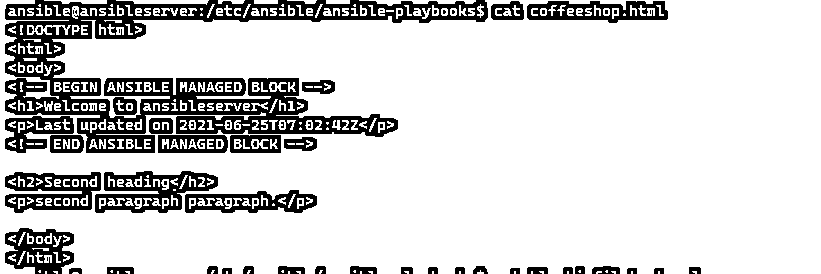 ansible@ansibleserver:/etc/ansible/ansible-playbooks$ cat coffeeshop.html
<!DOCTYPE html>
<html>
<body>
<!-- BEGIN ANSIBLE MANAGED BLOCK -->
<h1>Welcome to ansibleserver</h1>
<p>Last updated on 2021-06-25T07:02:42Z</p>
<!-- END ANSIBLE MANAGED BLOCK -->
<h2>Second heading</h2>
<p>second paragraph paragraph.</p>
</body>
</html>